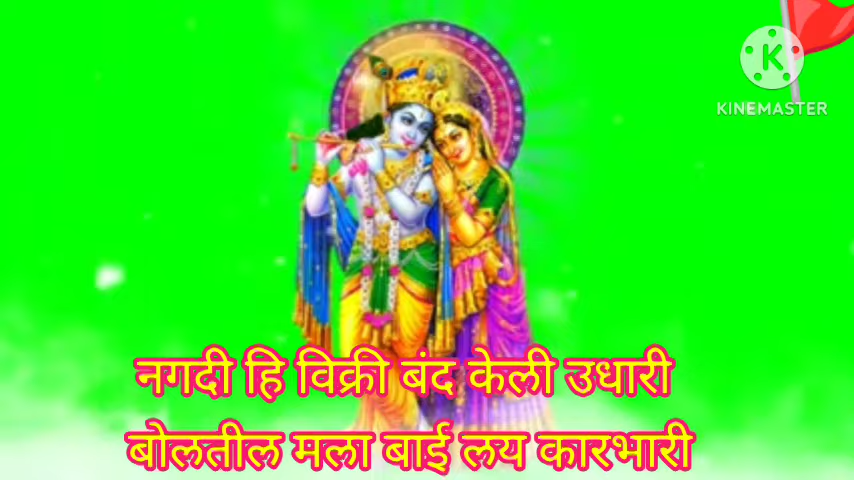 KINEMASTER
नगदी हि विक्री बंद केली उधारी
बोलतील मला बाई लय कारभारी